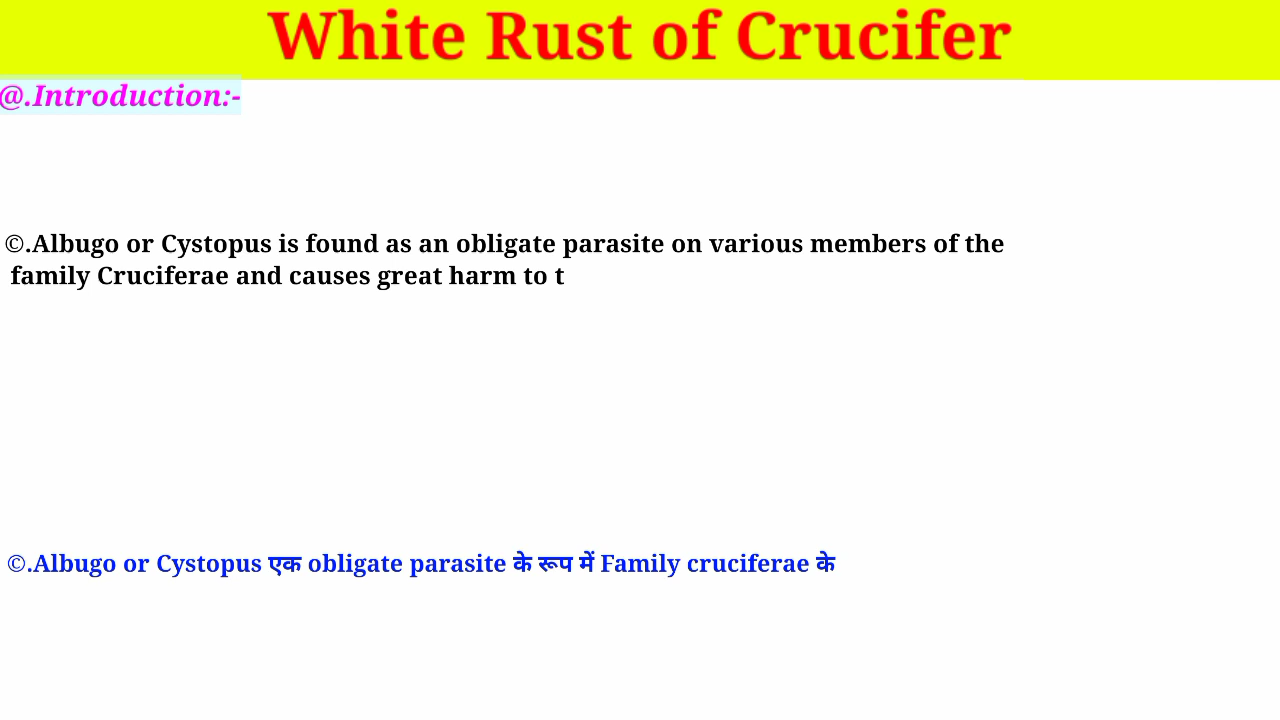 White Rust of Crucifer
@.Introduction:-
©.Albugo or Cystopus is found as an obligate parasite on various members of the
family Cruciferae and causes great harm to t
©.Albugo or Cystopus एक obligate parasite के रूप में Family cruciferae के